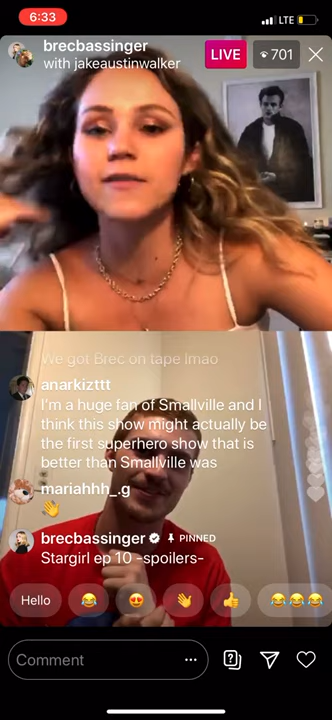 6:33
LTE
brecbassinger
with jakeaustinwalker
LIVE
701
We got Brec on tape lmao
anarkizttt
I'm a huge fan of Smallville and I
think this show might actually be
the first superhero show that is
better than Smallville was
mariahhh_.g
👋
brecbassinger PINNED
Stargirl ep 10 -spoilers-
Hello 😂 😍 👋 👍 😂😂😂
Comment